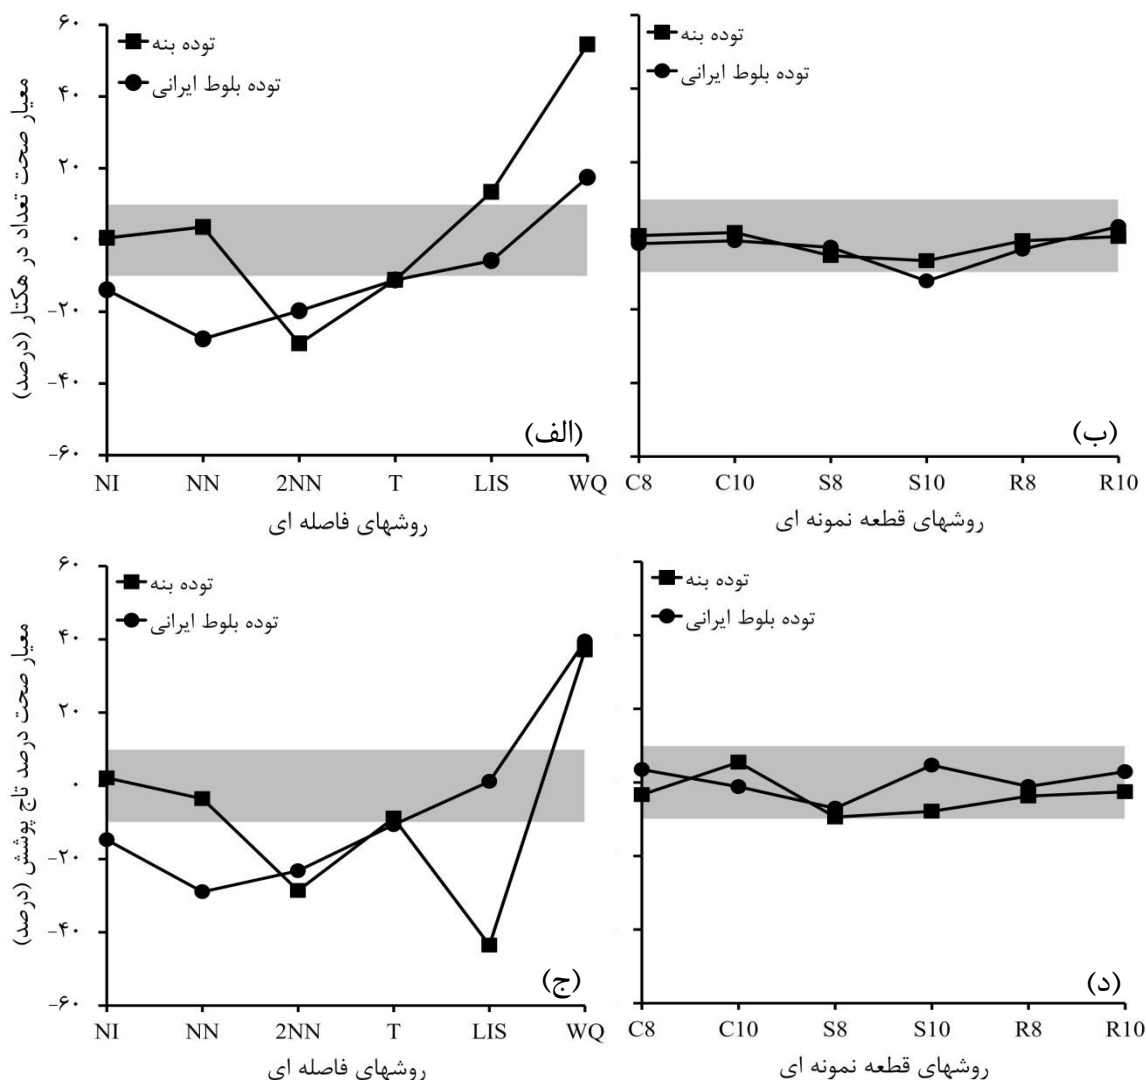 معیار صحت تعداد در هکتار (درصد)
۶۰
۴۰
۲۰
۰
−۲۰
−۴۰
−۶۰
توده بنه
توده بلوط ایرانی
(الف)
NI NN 2NN T LIS WQ
روشهای فاصله ای
توده بنه
توده بلوط ایرانی
(ب)
C8 C10 S8 S10 R8 R10
روشهای قطعه نمونه ای
معیار صحت درصد تاج پوشش (درصد)
۶۰
۴۰
۲۰
۰
−۲۰
−۴۰
−۶۰
توده بنه
توده بلوط ایرانی
(ج)
NI NN 2NN T LIS WQ
روشهای فاصله ای
توده بنه
توده بلوط ایرانی
(د)
C8 C10 S8 S10 R8 R10
روشهای قطعه نمونه ای